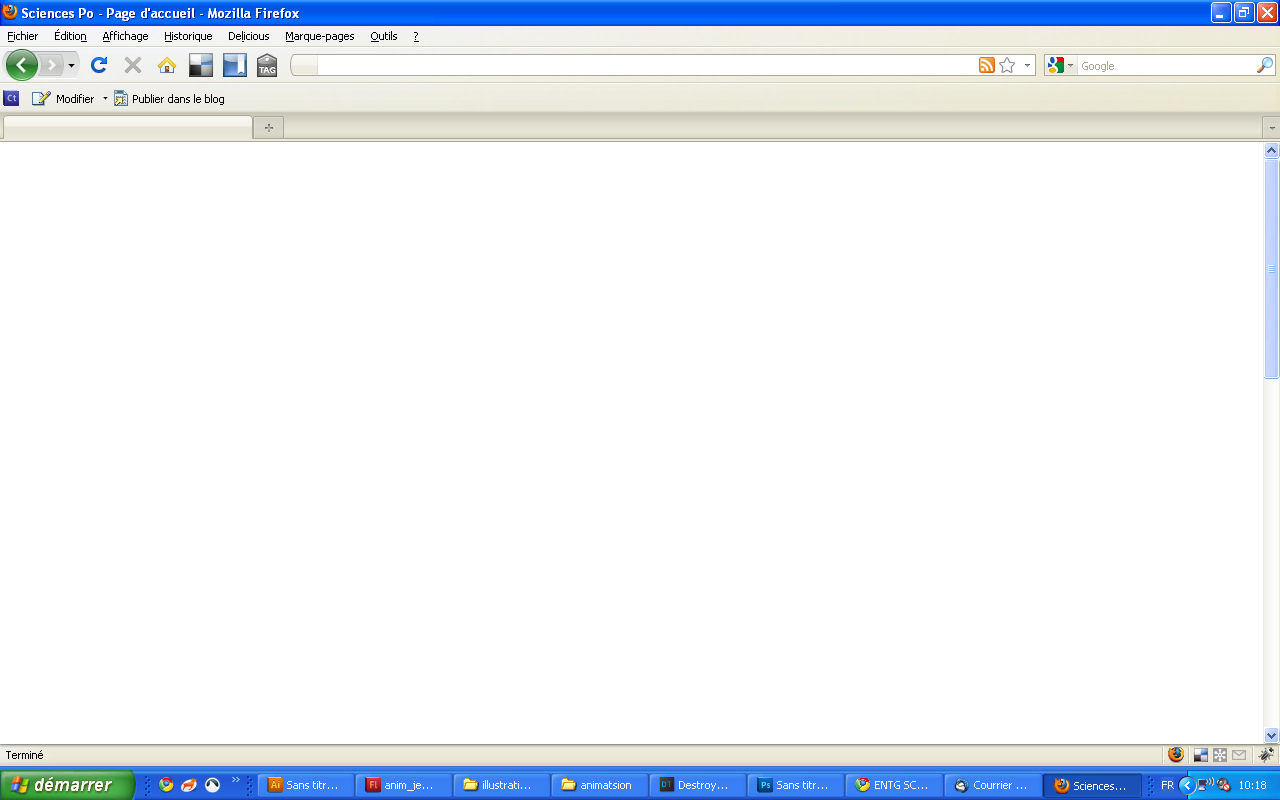 Sciences Po - Page d'accueil - Mozilla Firefox
Fichier Édition Affichage Historique Delicious Marque-pages Outils ?
TAG Google
Ct Modifier Publier dans le blog
Terminé
démarrer Ai Sans titr... Fl anim_je... illustrati... animatsion DT Destroy... Ps Sans titr... ENTG SC... Courrier ... Sciences... FR 10:18